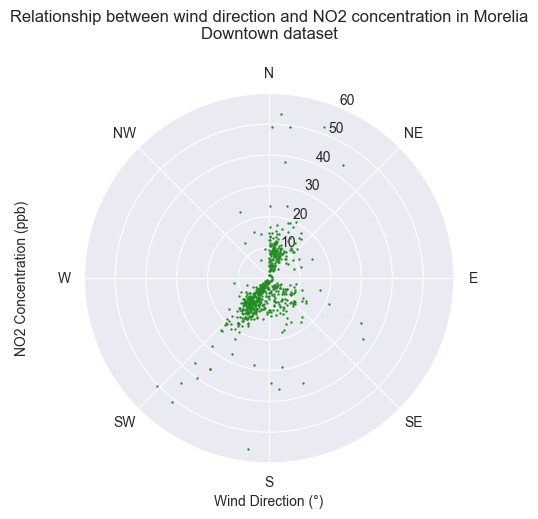 Relationship between wind direction and NO2 concentration in Morelia
Downtown dataset
N
60
NW
50
NE
40
30
20
10
W
E
NO2 Concentration (ppb)
SW
SE
S
Wind Direction (°)